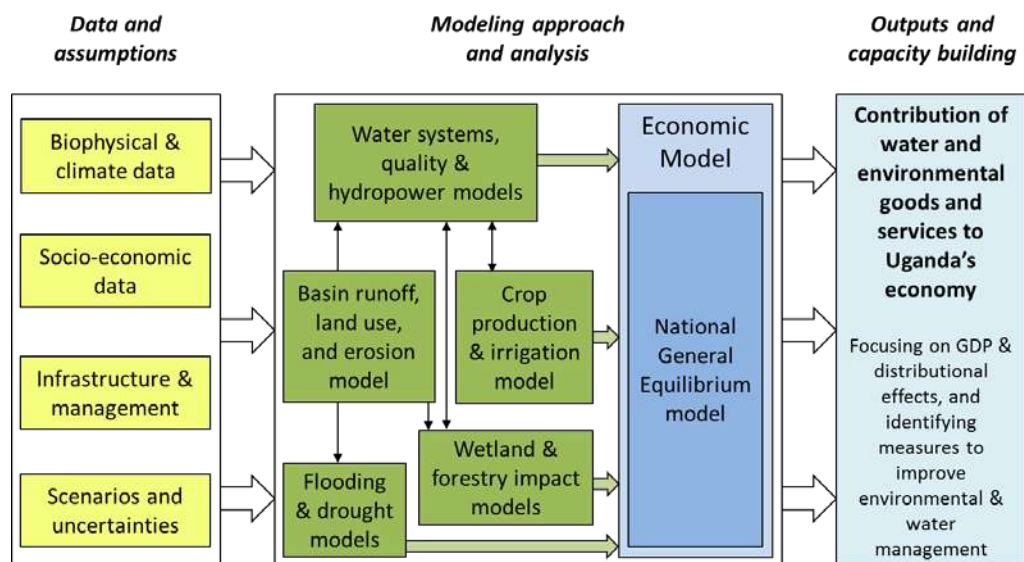 Data and
assumptions
Modeling approach
and analysis
Outputs and
capacity building
Biophysical &
climate data
Socio-economic
data
Infrastructure &
management
Scenarios and
uncertainties
Water systems,
quality &
hydropower models
Basin runoff,
land use,
and erosion
model
Crop
production
& irrigation
model
Wetland &
forestry impact
models
Flooding
& drought
models
Economic
Model
National
General
Equilibrium
model
Contribution of
water and
environmental
goods and
services to
Uganda's
economy
Focusing on GDP &
distributional
effects, and
identifying
measures to
improve
environmental &
water
management